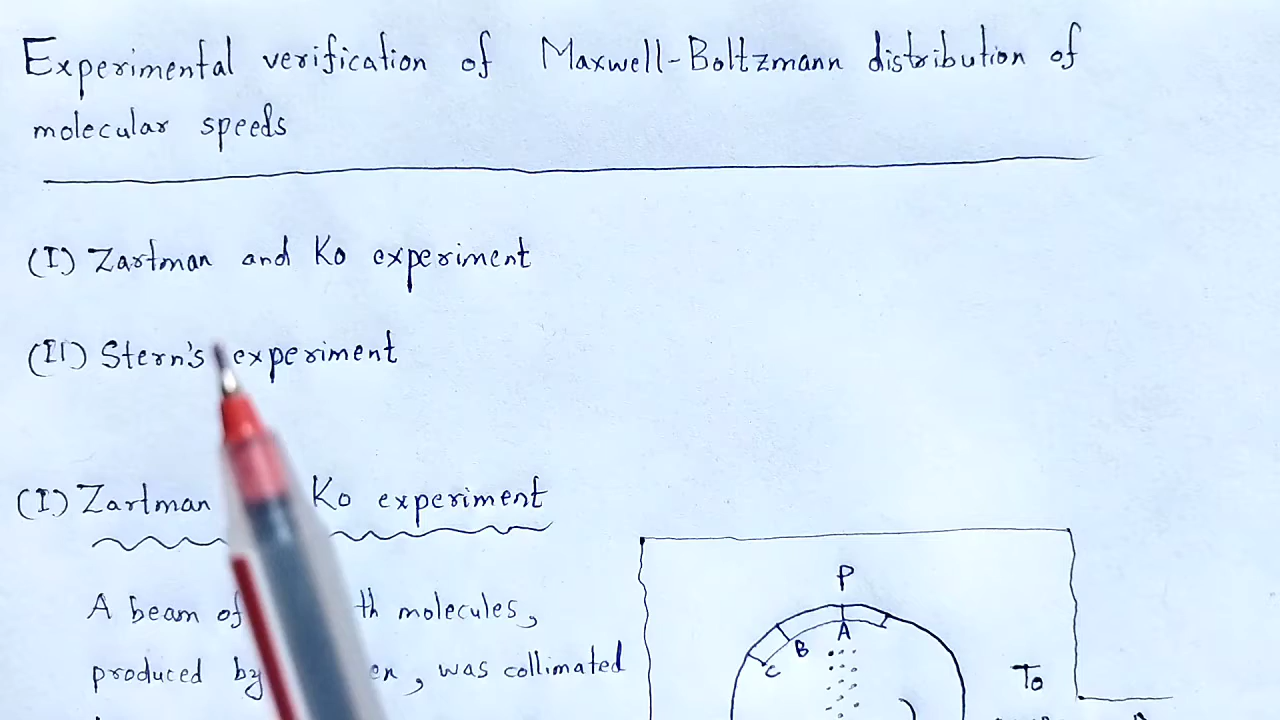 Experimental verification of Maxwell-Boltzmann distribution of
molecular speeds
(I) Zartman and Ko experiment
(II) Stern's experiment
(I) Zartman Ko experiment
A beam of th molecules,
produced by en, was collimated
P
A
B
C
To